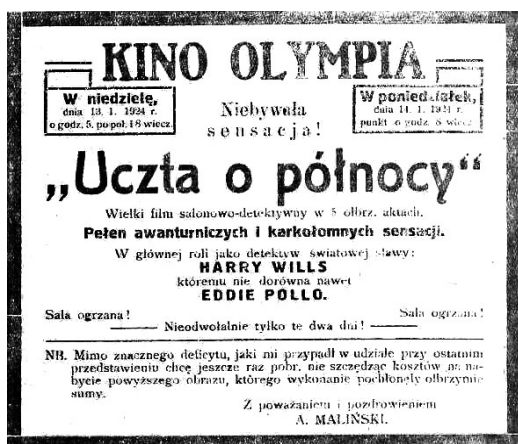 KINO OLYMPIA
W niedzielę,
dnia 13. 1. 1924 r.
o godz. 5. popoł. i 8 wiecz.
Niebywała
sensacja!
W poniedziałek,
dnia 14. 1. 1924 r.
punkt o godz. 8 wiecz.
„Uczta o północy“
Wielki film salonowo-detektywny w 5 olbrz. aktach.
Pełen awanturniczych i karkołomnych sensacji.
W głównej roli jako detektyw światowej sławy:
HARRY WILLS
któremu nie dorówna nawet
EDDIE POLLO.
Sala ogrzana! Sala ogrzana!
Nieodwołalnie tylko te dwa dni!
NB. Mimo znacznego deficytu, jaki mi przypadł w udziale przy ostatnim
przedstawieniu chcę jeszcze raz pobr. nie szczędząc kosztów na na-
bycie powyższego obrazu, którego wykonanie pochłonęły olbrzymie
sumy.
Z poważaniem i pozdrowieniem
A. MALIŃSKI.